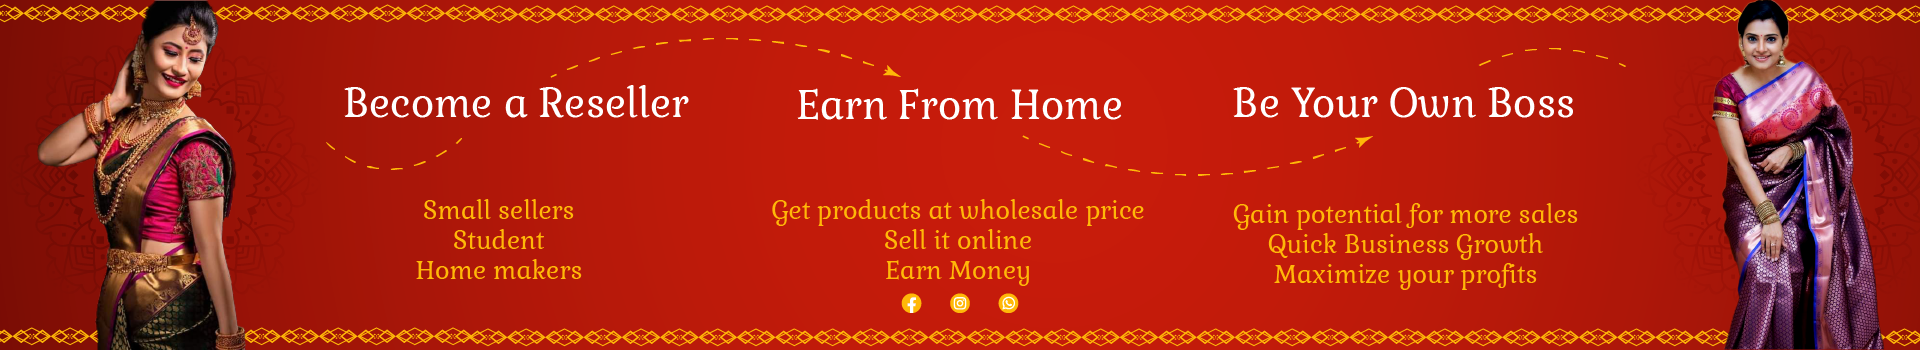 Become a Reseller
Small sellers
Student
Home makers
Earn From Home
Get products at wholesale price
Sell it online
Earn Money
Be Your Own Boss
Gain potential for more sales
Quick Business Growth
Maximize your profits